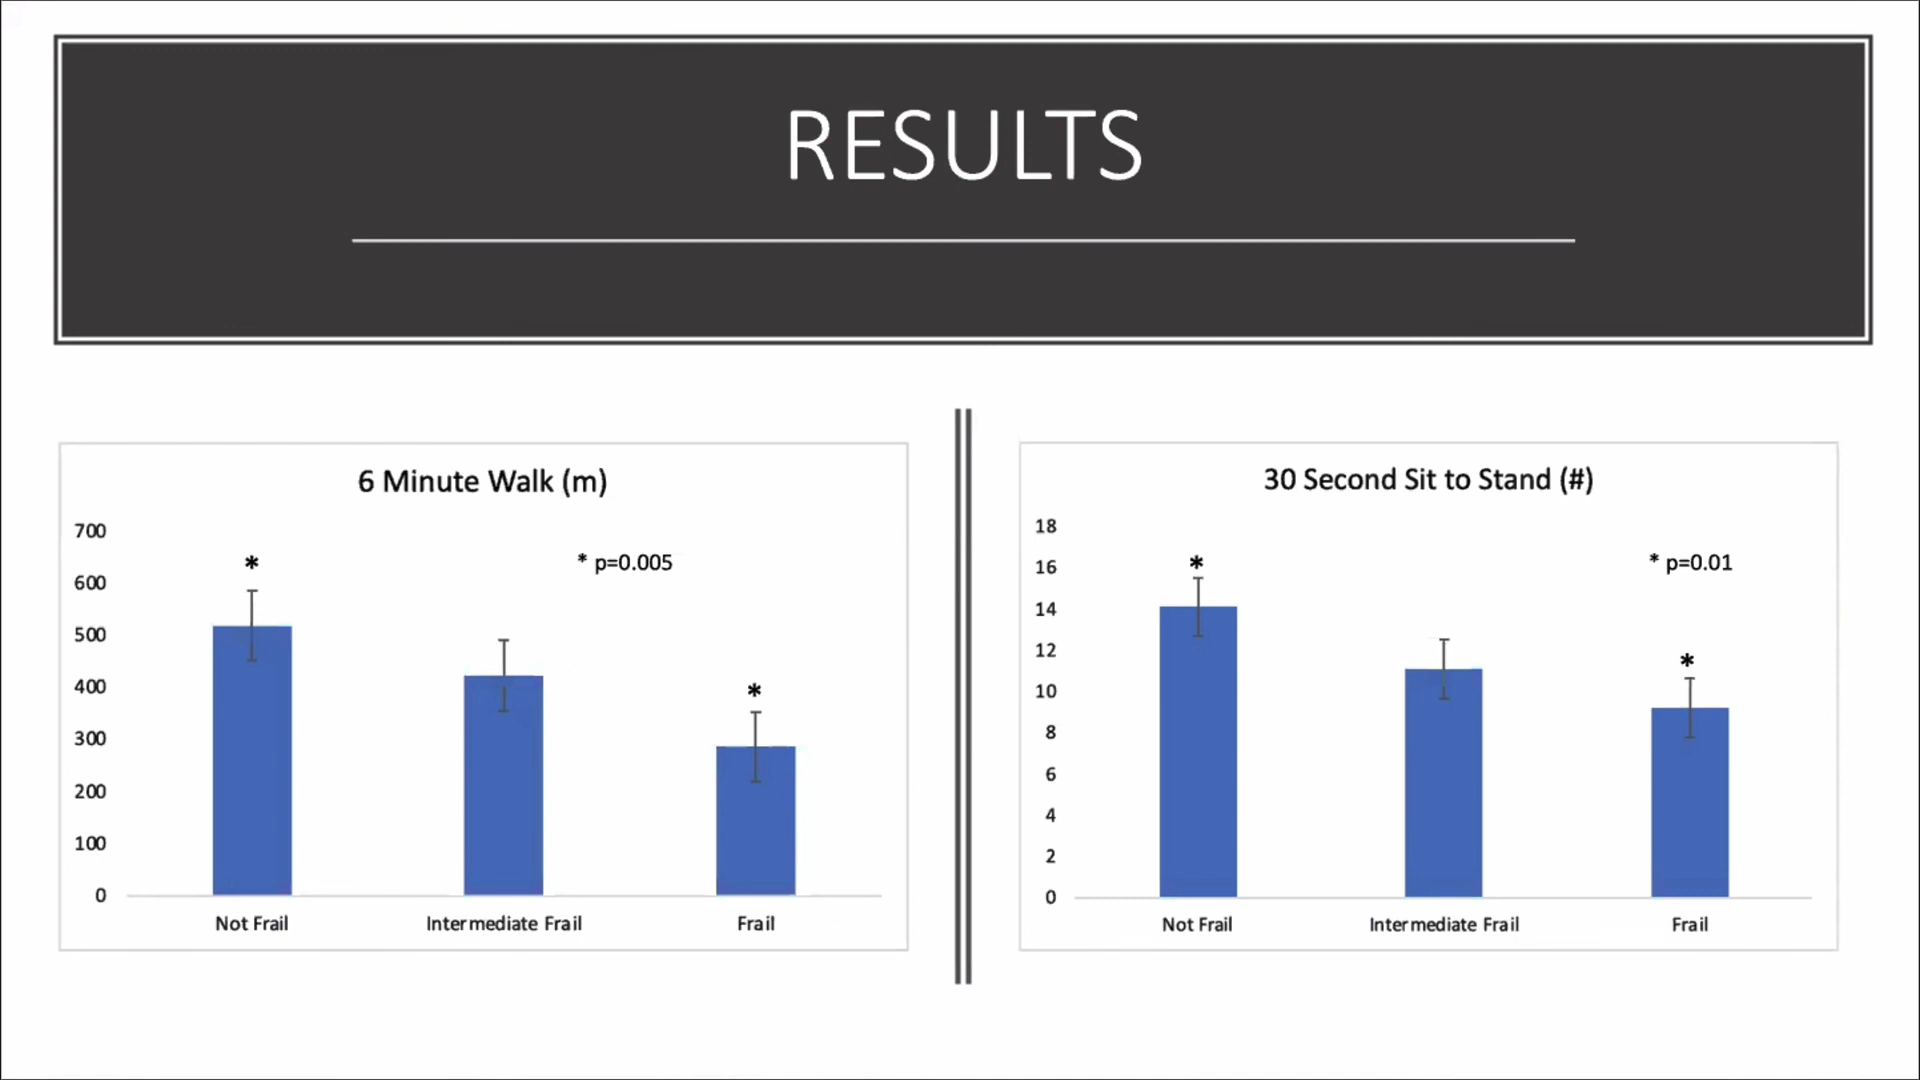 RESULTS
6 Minute Walk (m)
700
600
500
400
300
200
100
0
*
* p=0.005
*
Not Frail
Intermediate Frail
Frail
30 Second Sit to Stand (#)
18
16
14
12
10
8
6
4
2
0
*
* p=0.01
*
Not Frail
Intermediate Frail
Frail